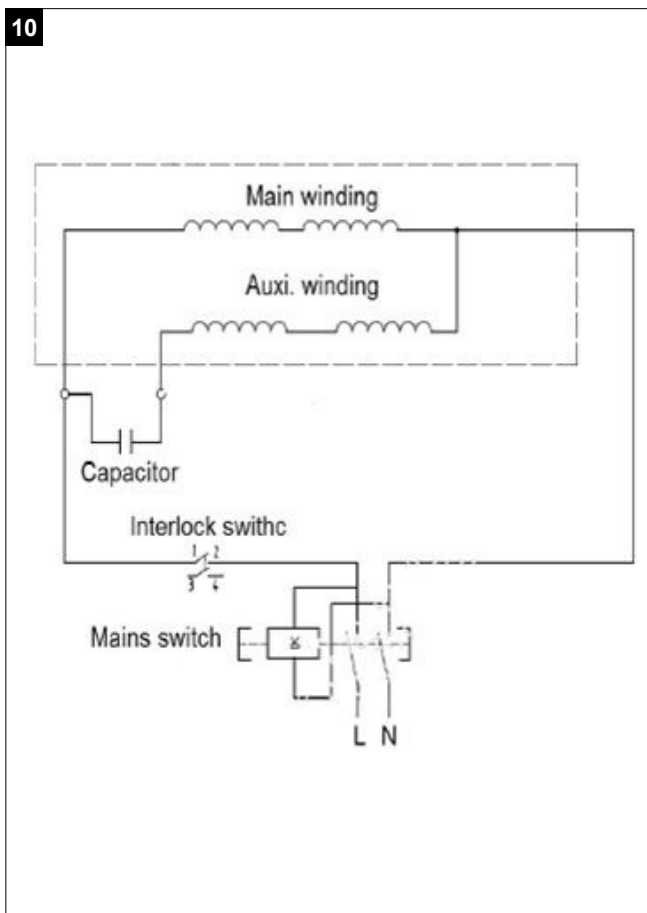 10
Main winding
Auxi. winding
Capacitor
Interlock swithc
1 2
3 4
Mains switch
L N